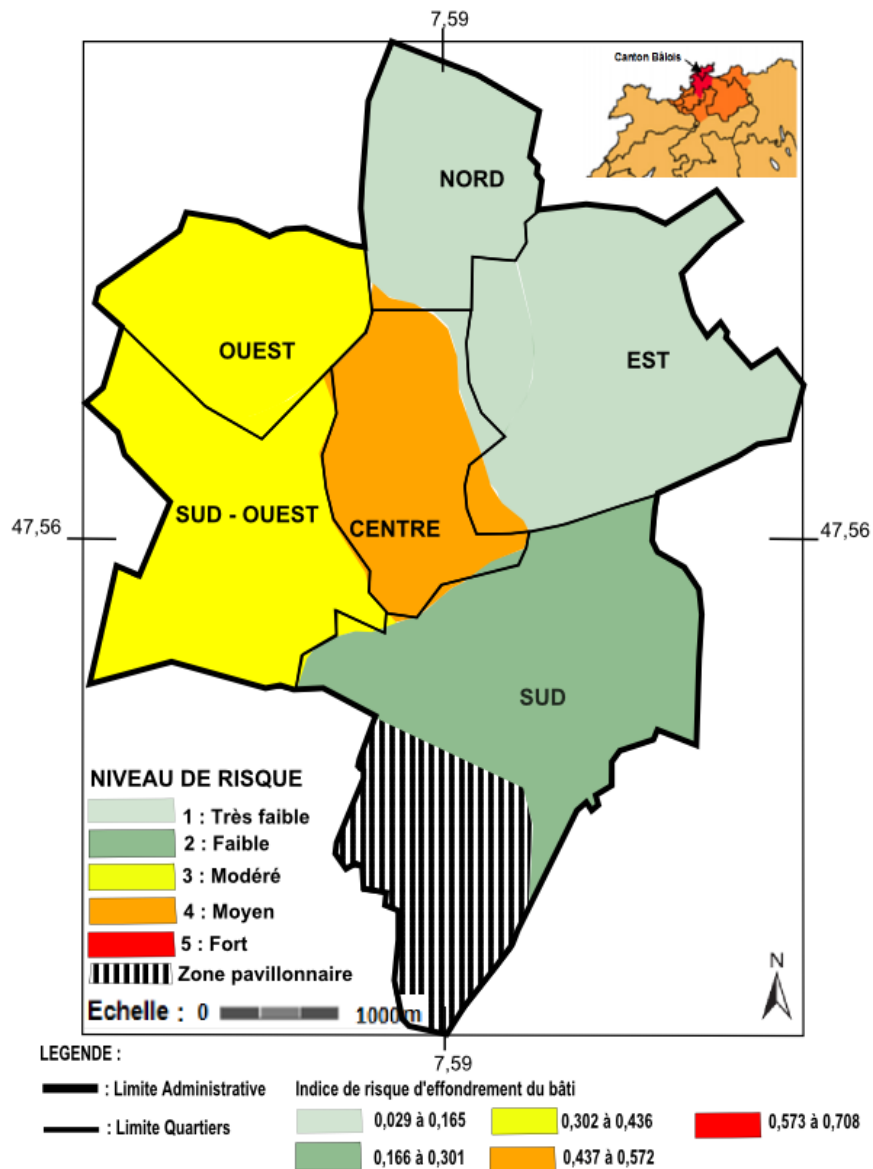 7,59
Canton Bâlois
NORD
OUEST
EST
SUD - OUEST
CENTRE
47,56
47,56
SUD
NIVEAU DE RISQUE
1 : Très faible
2 : Faible
3 : Modéré
4 : Moyen
5 : Fort
Zone pavillonnaire
Echelle : 0 1000m
N
7,59
LEGENDE :
: Limite Administrative
: Limite Quartiers
Indice de risque d'effondrement du bâti
0,029 à 0,165
0,302 à 0,436
0,573 à 0,708
0,166 à 0,301
0,437 à 0,572